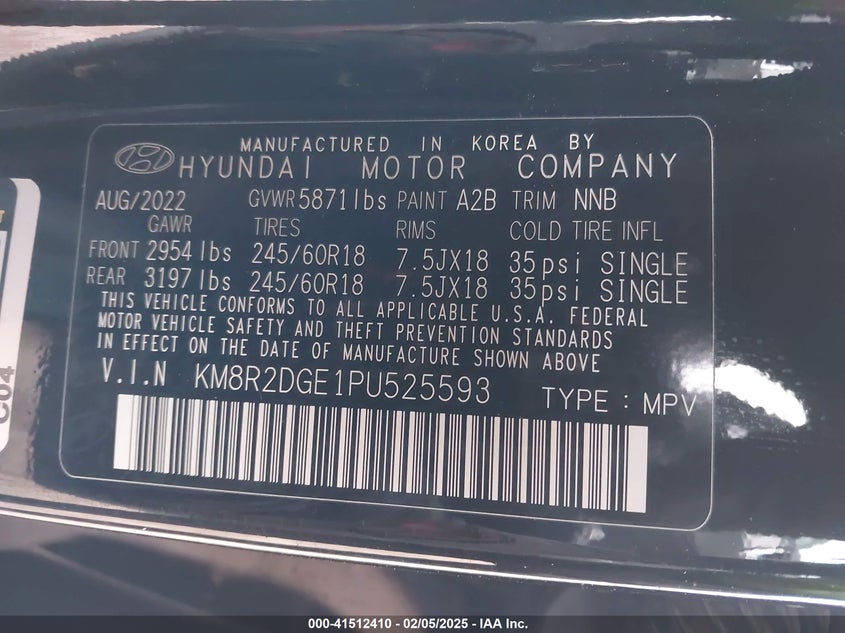 MANUFACTURED IN KOREA BY
HYUNDAI MOTOR COMPANY
AUG/2022 GVWR 5871 lbs PAINT A2B TRIM NNB
GAWR TIRES RIMS COLD TIRE INFL
FRONT 2954 lbs 245/60R18 7.5JX18 35psi SINGLE
REAR 3197 lbs 245/60R18 7.5JX18 35psi SINGLE
THIS VEHICLE CONFORMS TO ALL APPLICABLE U.S.A. FEDERAL
MOTOR VEHICLE SAFETY AND THEFT PREVENTION STANDARDS
IN EFFECT ON THE DATE OF MANUFACTURE SHOWN ABOVE
V.I.N KM8R2DGE1PU525593 TYPE : MPV
C04
000-41512410 - 02/05/2025 - IAA Inc.